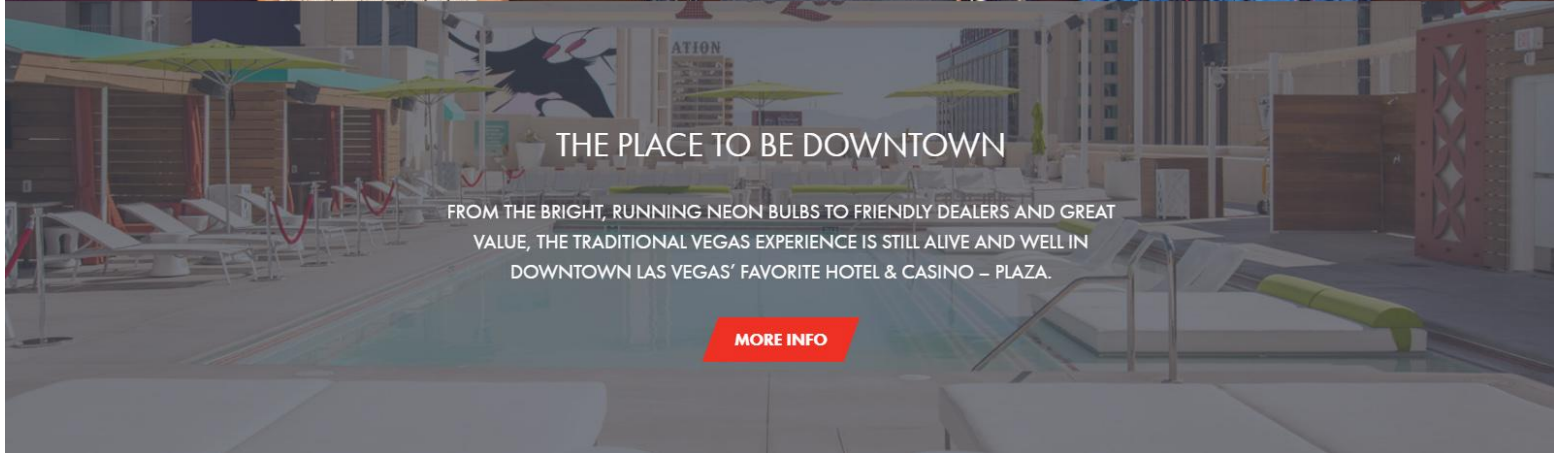 ATION
THE PLACE TO BE DOWNTOWN
FROM THE BRIGHT, RUNNING NEON BULBS TO FRIENDLY DEALERS AND GREAT
VALUE, THE TRADITIONAL VEGAS EXPERIENCE IS STILL ALIVE AND WELL IN
DOWNTOWN LAS VEGAS’ FAVORITE HOTEL & CASINO – PLAZA.
MORE INFO